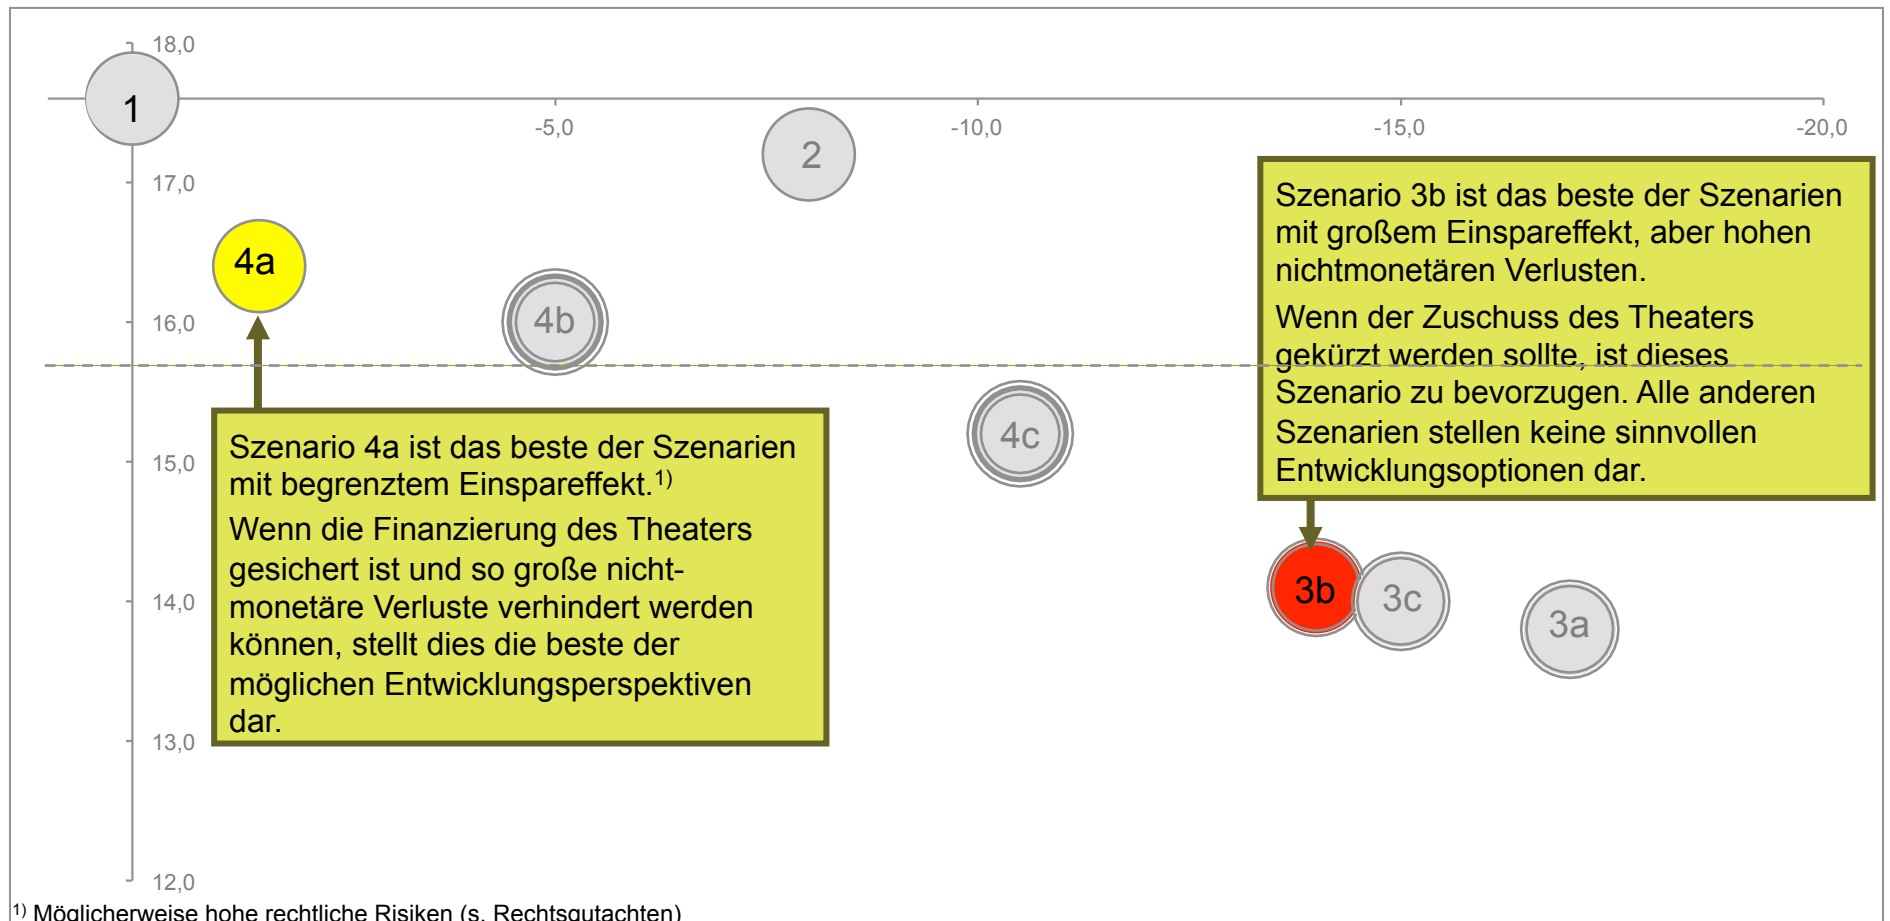 18,0
1
-5,0
-10,0
-15,0
-20,0
2
17,0
4a
16,0
4b
Szenario 3b ist das beste der Szenarien
mit großem Einspareffekt, aber hohen
nichtmonetären Verlusten.
Wenn der Zuschuss des Theaters
gekürzt werden sollte, ist dieses
Szenario zu bevorzugen. Alle anderen
Szenarien stellen keine sinnvollen
Entwicklungsoptionen dar.
4c
15,0
Szenario 4a ist das beste der Szenarien
mit begrenztem Einspareffekt.1)
Wenn die Finanzierung des Theaters
gesichert ist und so große nicht-
monetäre Verluste verhindert werden
können, stellt dies die beste der
möglichen Entwicklungsperspektiven
dar.
14,0
3b
3c
3a
13,0
12,0
1) Möglicherweise hohe rechtliche Risiken (s. Rechtsgutachten)